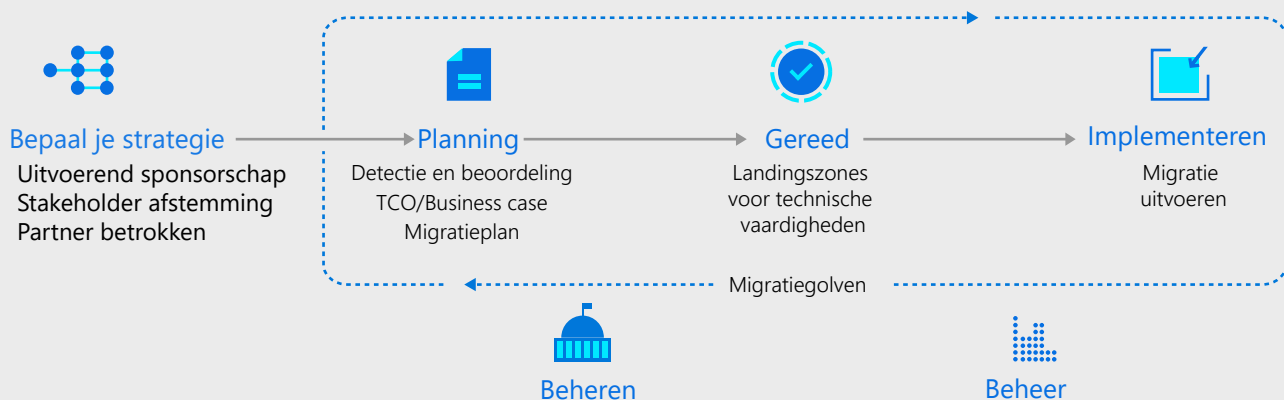 Bepaal je strategie
Uitvoerend sponsorschap
Stakeholder afstemming
Partner betrokken
Planning
Detectie en beoordeling
TCO/Business case
Migratieplan
Gereed
Landingszones
voor technische
vaardigheden
Implementeren
Migratie
uitvoeren
Migratiegolven
Beheren
Beheer